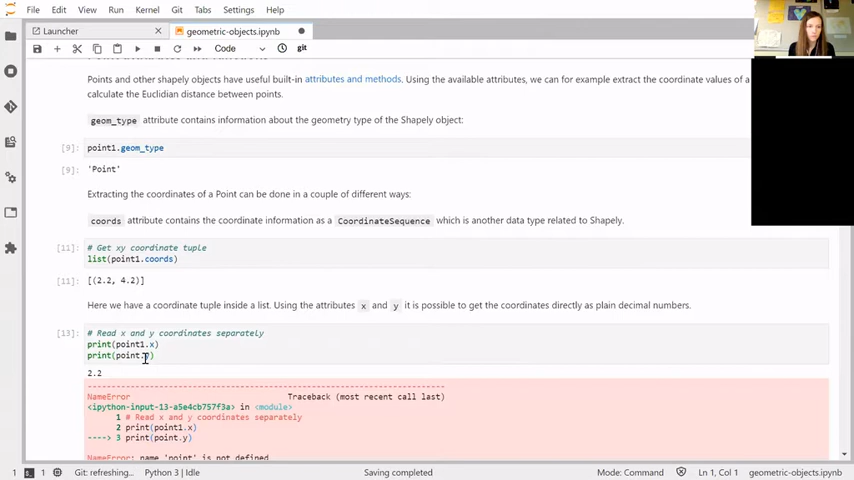 File Edit View Run Kernel Git Tabs Settings Help
Launcher geometric-objects.ipynb
Code git
Points and other shapely objects have useful built-in attributes and methods. Using the available attributes, we can for example extract the coordinate values of a
calculate the Euclidian distance between points.
geom_type attribute contains information about the geometry type of the Shapely object:
[9]: point1.geom_type
[9]: 'Point'
Extracting the coordinates of a Point can be done in a couple of different ways:
coords attribute contains the coordinate information as a CoordinateSequence which is another data type related to Shapely.
[11]: # Get xy coordinate tuple
list(point1.coords)
[11]: [(2.2, 4.2)]
Here we have a coordinate tuple inside a list. Using the attributes x and y it is possible to get the coordinates directly as plain decimal numbers.
[13]: # Read x and y coordinates separately
print(point1.x)
print(point.y)
2.2
NameError Traceback (most recent call last)
<ipython-input-13-a5e4cb757f3a> in <module>
1 # Read x and y coordinates separately
2 print(point1.x)
----> 3 print(point.y)
NameError: name 'point' is not defined
1 1 Git: refreshing... Python 3 | Idle Saving completed Mode: Command Ln 1, Col 1 geometric-objects.ipynb